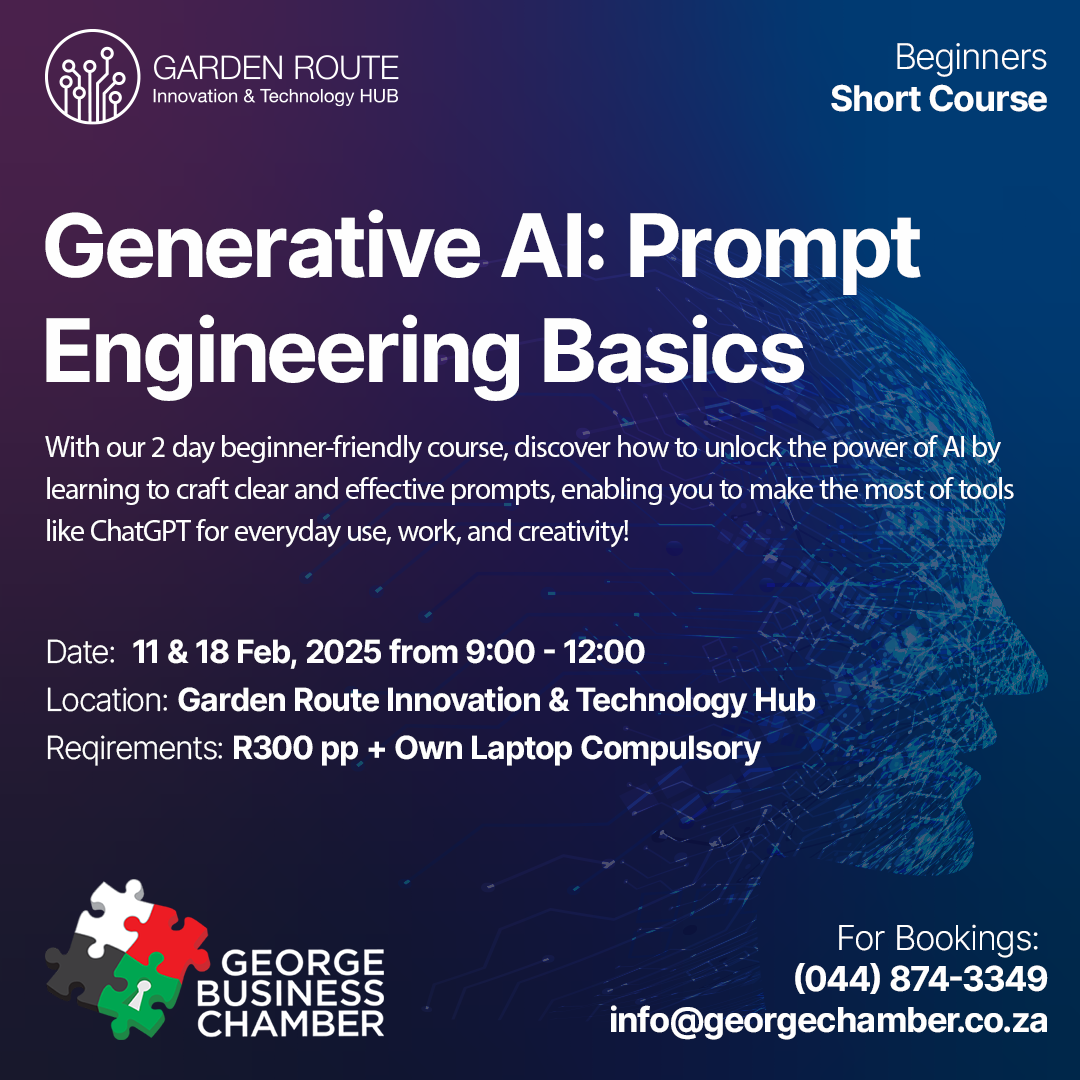 GARDEN ROUTE
Innovation & Technology HUB
Beginners
Short Course
Generative AI: Prompt
Engineering Basics
With our 2 day beginner-friendly course, discover how to unlock the power of AI by
learning to craft clear and effective prompts, enabling you to make the most of tools
like ChatGPT for everyday use, work, and creativity!
Date: 11 & 18 Feb, 2025 from 9:00 - 12:00
Location: Garden Route Innovation & Technology Hub
Reqirements: R300 pp + Own Laptop Compulsory
GEORGE
BUSINESS
CHAMBER
For Bookings:
(044) 874-3349
info@georgechamber.co.za